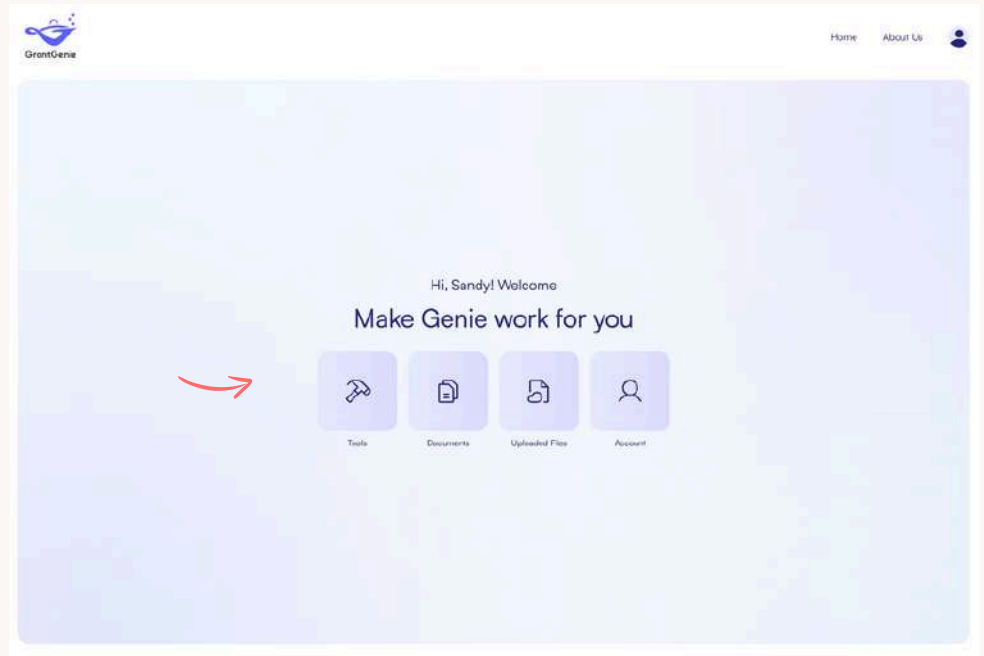 GrantGenie
Home About Us
Hi, Sandy! Welcome
Make Genie work for you
Tools Documents Uploaded Files Account